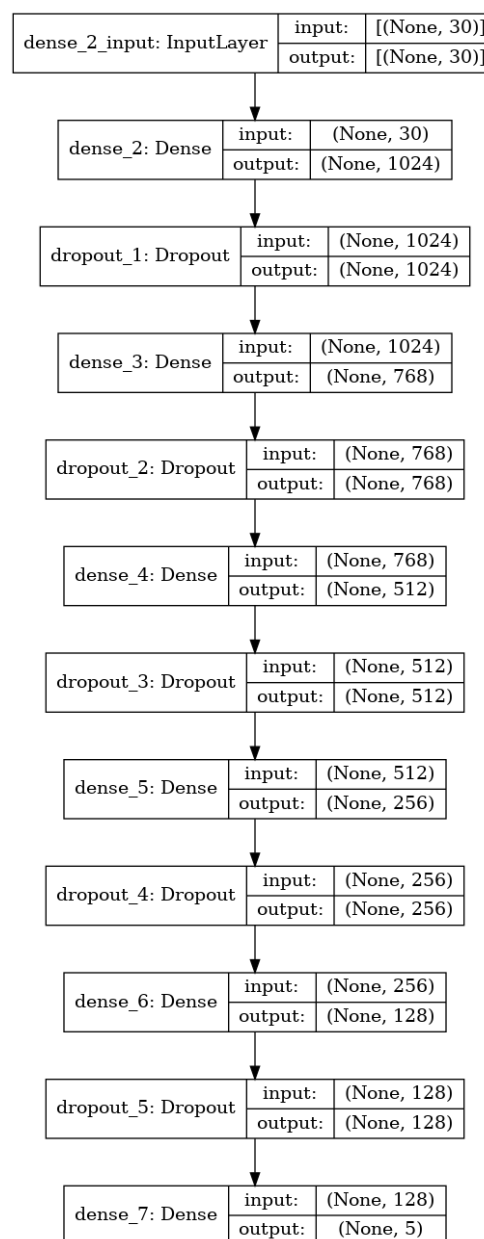 dense_2_input: InputLayer input: [(None, 30)]
output: [(None, 30)]
dense_2: Dense input: (None, 30)
output: (None, 1024)
dropout_1: Dropout input: (None, 1024)
output: (None, 1024)
dense_3: Dense input: (None, 1024)
output: (None, 768)
dropout_2: Dropout input: (None, 768)
output: (None, 768)
dense_4: Dense input: (None, 768)
output: (None, 512)
dropout_3: Dropout input: (None, 512)
output: (None, 512)
dense_5: Dense input: (None, 512)
output: (None, 256)
dropout_4: Dropout input: (None, 256)
output: (None, 256)
dense_6: Dense input: (None, 256)
output: (None, 128)
dropout_5: Dropout input: (None, 128)
output: (None, 128)
dense_7: Dense input: (None, 128)
output: (None, 5)